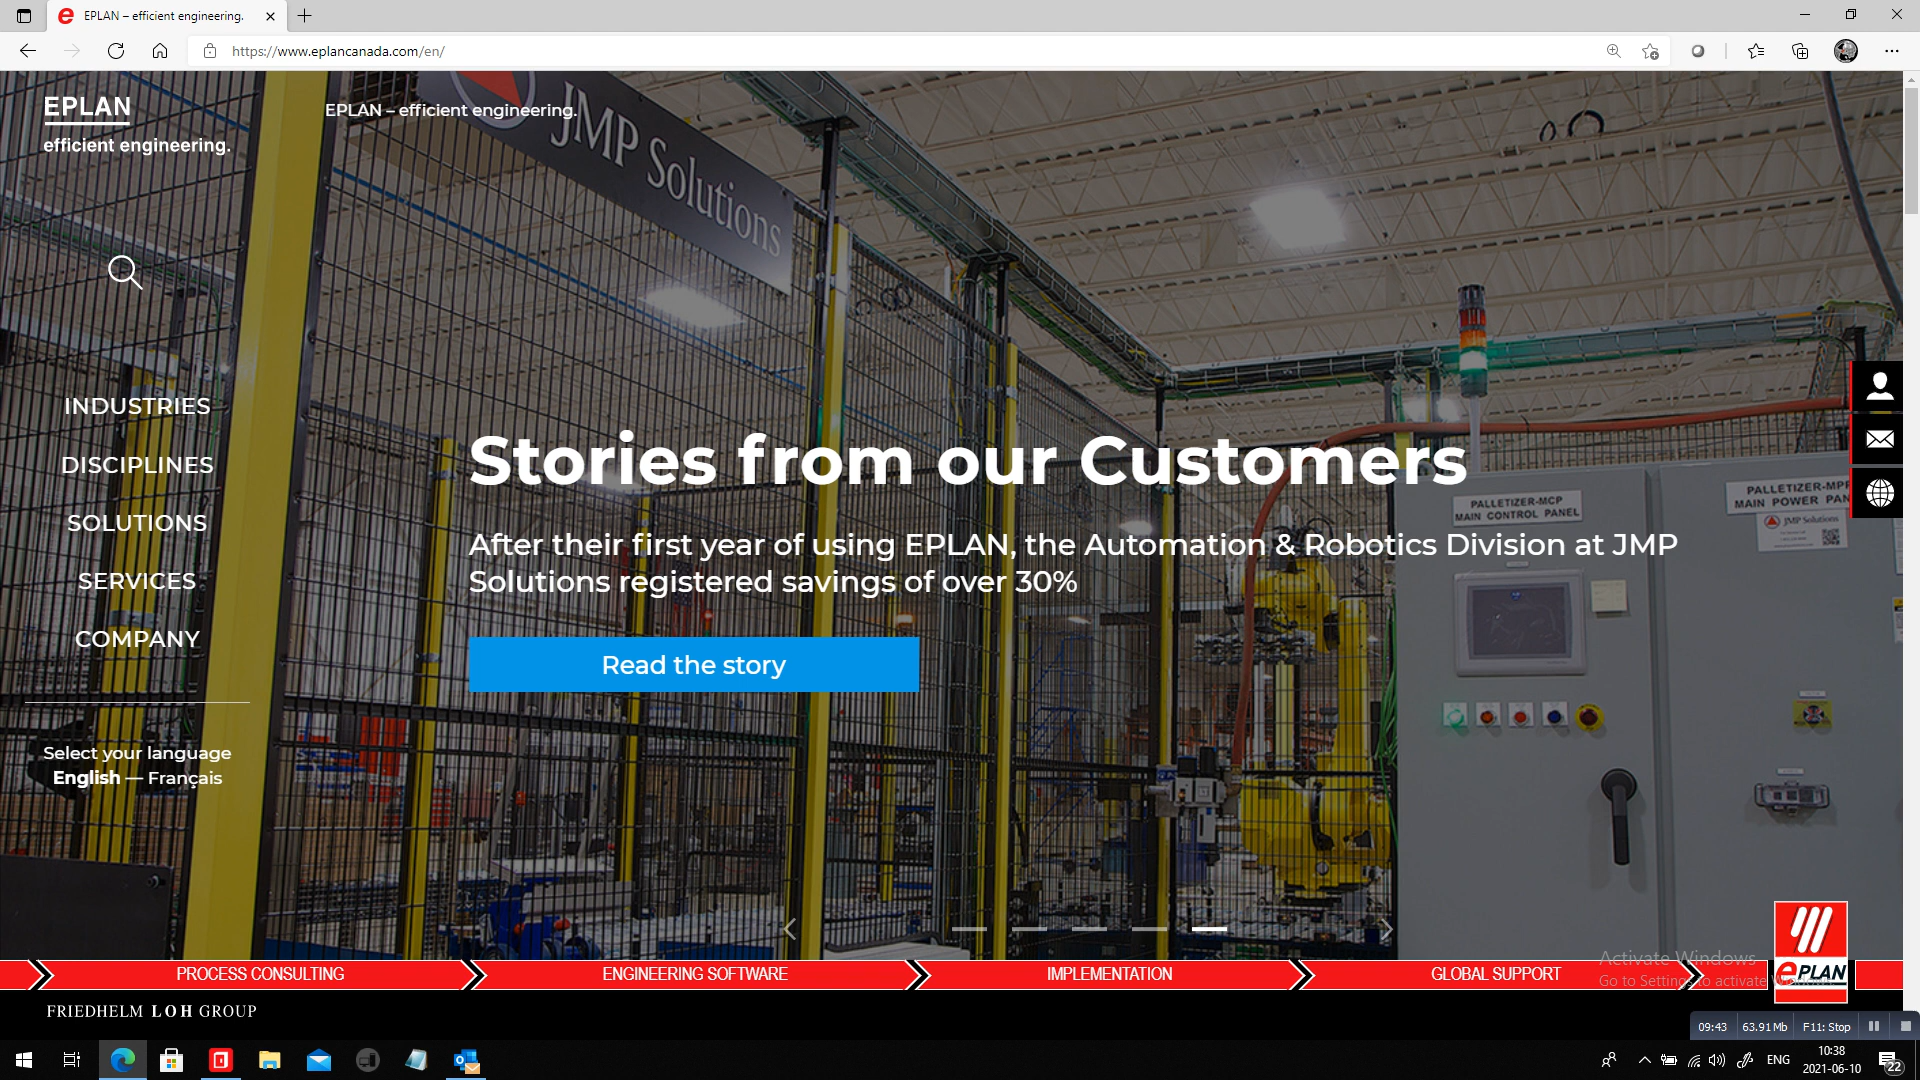 EPLAN – efficient engineering.
https://www.eplancanada.com/en/
EPLAN
efficient engineering.
EPLAN – efficient engineering.
JMP Solutions
INDUSTRIES
DISCIPLINES
SOLUTIONS
SERVICES
COMPANY
Select your language
English — Français
Stories from our Customers
After their first year of using EPLAN, the Automation & Robotics Division at JMP
Solutions registered savings of over 30%
Read the story
PALLETIZER-MCP
MAIN CONTROL PANEL
PALLETIZER-MPP
MAIN POWER PAN
JMP Solutions
PROCESS CONSULTING
ENGINEERING SOFTWARE
IMPLEMENTATION
GLOBAL SUPPORT
ePLAN
Activate Windows
Go to Settings to activate
FRIEDHELM LOH GROUP
09:43
63.91 Mb
F11: Stop
ENG
10:38
2021-06-10
22